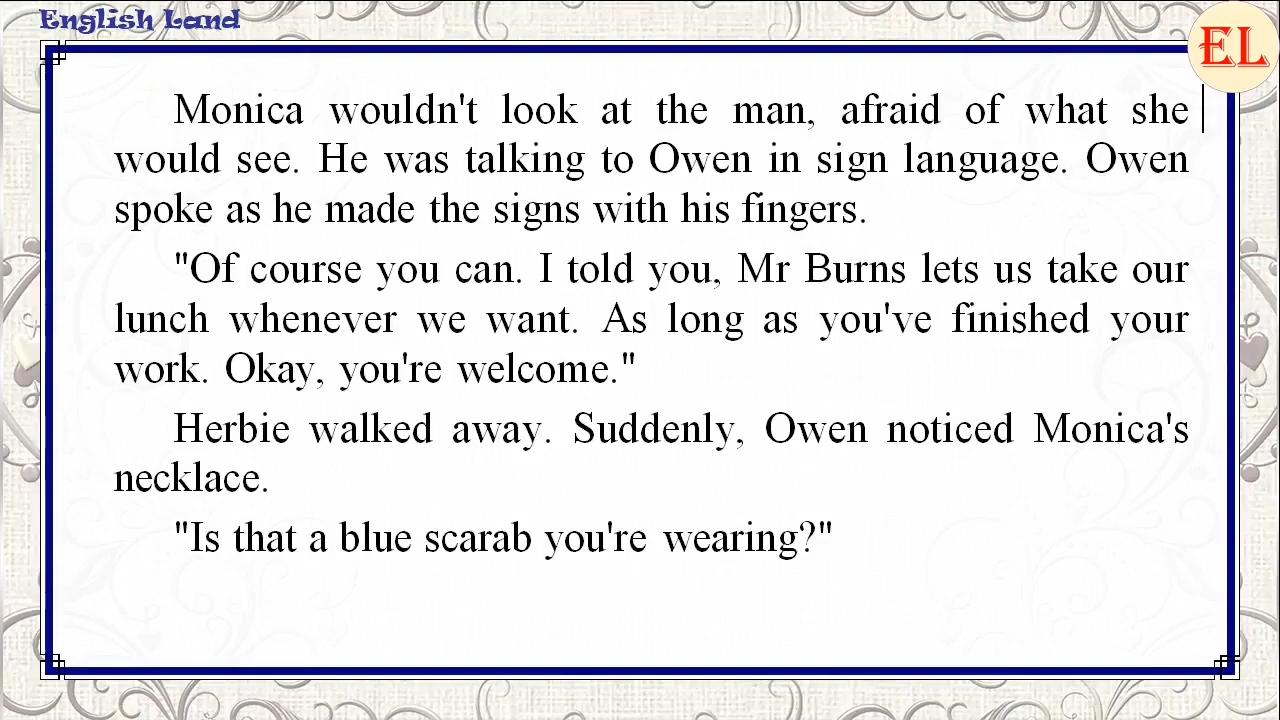 English Land
EL
Monica wouldn't look at the man, afraid of what she
would see. He was talking to Owen in sign language. Owen
spoke as he made the signs with his fingers.
"Of course you can. I told you, Mr Burns lets us take our
lunch whenever we want. As long as you've finished your
work. Okay, you're welcome."
Herbie walked away. Suddenly, Owen noticed Monica's
necklace.
"Is that a blue scarab you're wearing?"